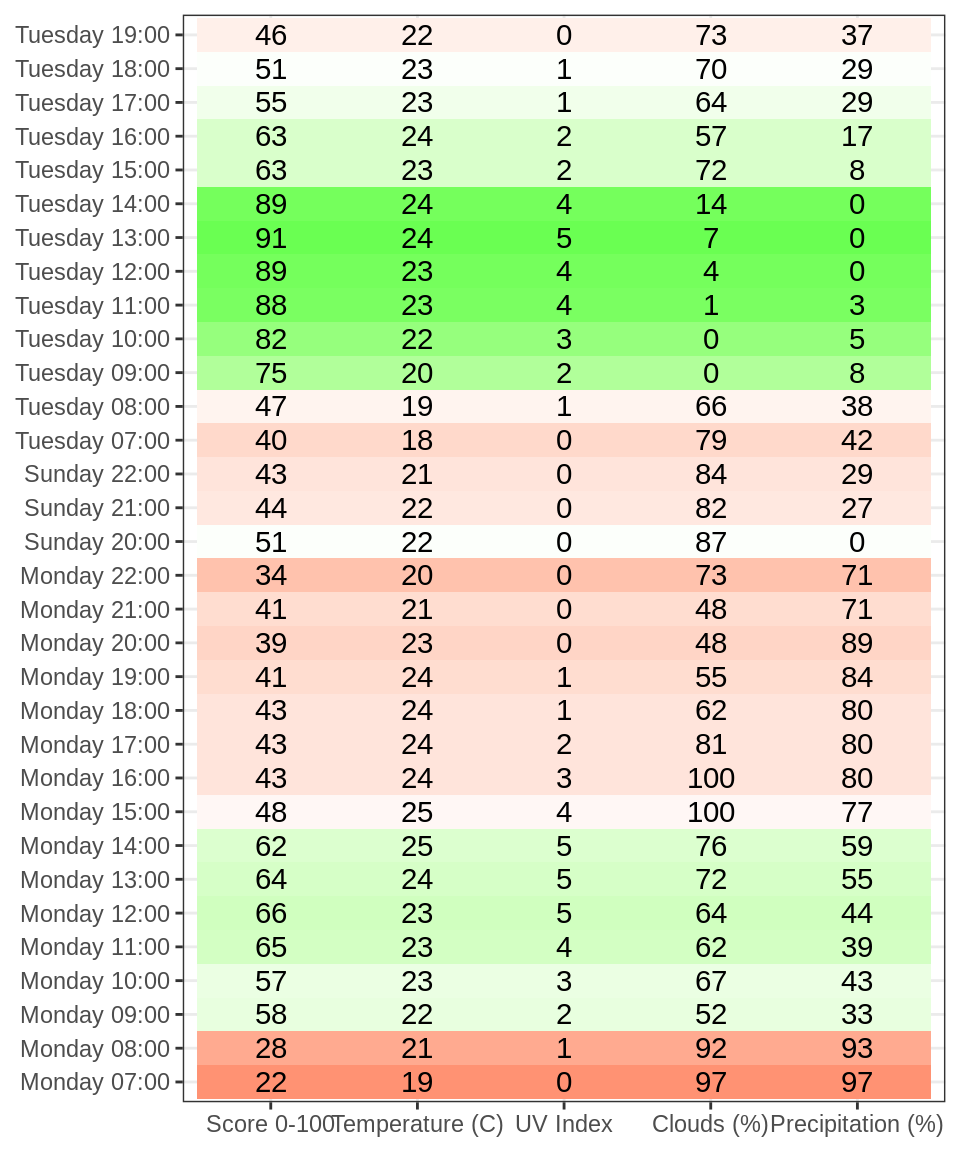 Tuesday 19:00 46 22 0 73 37
Tuesday 18:00 51 23 1 70 29
Tuesday 17:00 55 23 1 64 29
Tuesday 16:00 63 24 2 57 17
Tuesday 15:00 63 23 2 72 8
Tuesday 14:00 89 24 4 14 0
Tuesday 13:00 91 24 5 7 0
Tuesday 12:00 89 23 4 4 0
Tuesday 11:00 88 23 4 1 3
Tuesday 10:00 82 22 3 0 5
Tuesday 09:00 75 20 2 0 8
Tuesday 08:00 47 19 1 66 38
Tuesday 07:00 40 18 0 79 42
Sunday 22:00 43 21 0 84 29
Sunday 21:00 44 22 0 82 27
Sunday 20:00 51 22 0 87 0
Monday 22:00 34 20 0 73 71
Monday 21:00 41 21 0 48 71
Monday 20:00 39 23 0 48 89
Monday 19:00 41 24 1 55 84
Monday 18:00 43 24 1 62 80
Monday 17:00 43 24 2 81 80
Monday 16:00 43 24 3 100 80
Monday 15:00 48 25 4 100 77
Monday 14:00 62 25 5 76 59
Monday 13:00 64 24 5 72 55
Monday 12:00 66 23 5 64 44
Monday 11:00 65 23 4 62 39
Monday 10:00 57 23 3 67 43
Monday 09:00 58 22 2 52 33
Monday 08:00 28 21 1 92 93
Monday 07:00 22 19 0 97 97
Score 0-100 Temperature (C) UV Index Clouds (%) Precipitation (%)